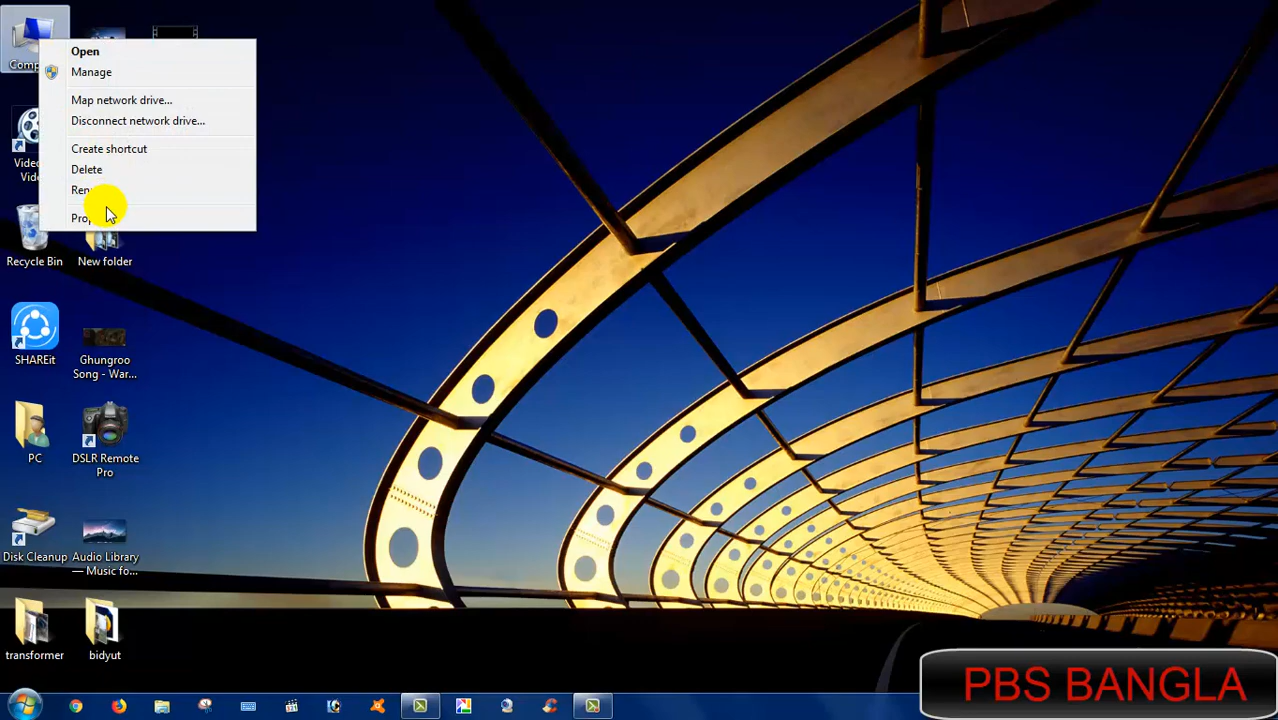 Open
Manage
Map network drive...
Disconnect network drive...
Create shortcut
Delete
Recycle Bin
New folder
SHAREit
Ghungroo
Song - War...
PC
DSLR Remote
Pro
Disk Cleanup
Audio Library
— Music fo...
transformer
bidyut
PBS BANGLA